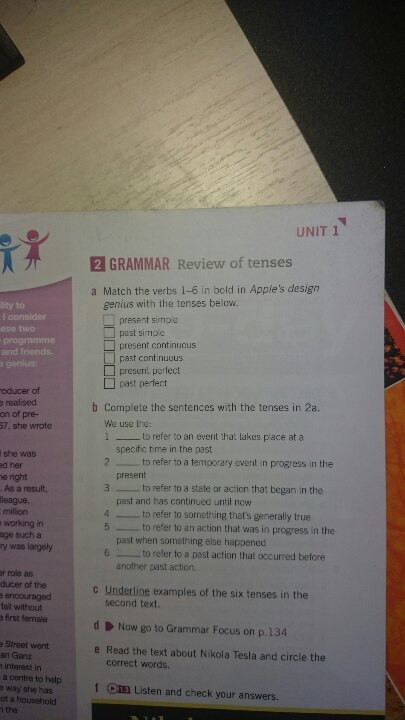 UNIT 1
2 GRAMMAR Review of tenses
a Match the verbs 1–6 in bold in Apple's design
genius with the tenses below.
present simple
past simple
present continuous
past continuous
present perfect
past perfect
b Complete the sentences with the tenses in 2a.
We use the:
1 _____ to refer to an event that takes place at a
specific time in the past
2 _____ to refer to a temporary event in progress in the
present
3 _____ to refer to a state or action that began in the
past and has continued until now
4 _____ to refer to something that's generally true
5 _____ to refer to an action that was in progress in the
past when something else happened
6 _____ to refer to a past action that occurred before
another past action.
c Underline examples of the six tenses in the
second text.
d Now go to Grammar Focus on p.134
e Read the text about Nikola Tesla and circle the
correct words.
f 1.3 Listen and check your answers.
lity to
I consider
ese two
programme
and friends.
genius:
roducer of
realised
on of pre-
67, she wrote
she was
ed her
he right
. As a result,
lleague,
million
working in
age such a
ry was largely
er role as
ducer of the
encouraged
fail without
first female
Street went
an Ganz
interest in
a centre to help
way she has
ot a household
n the